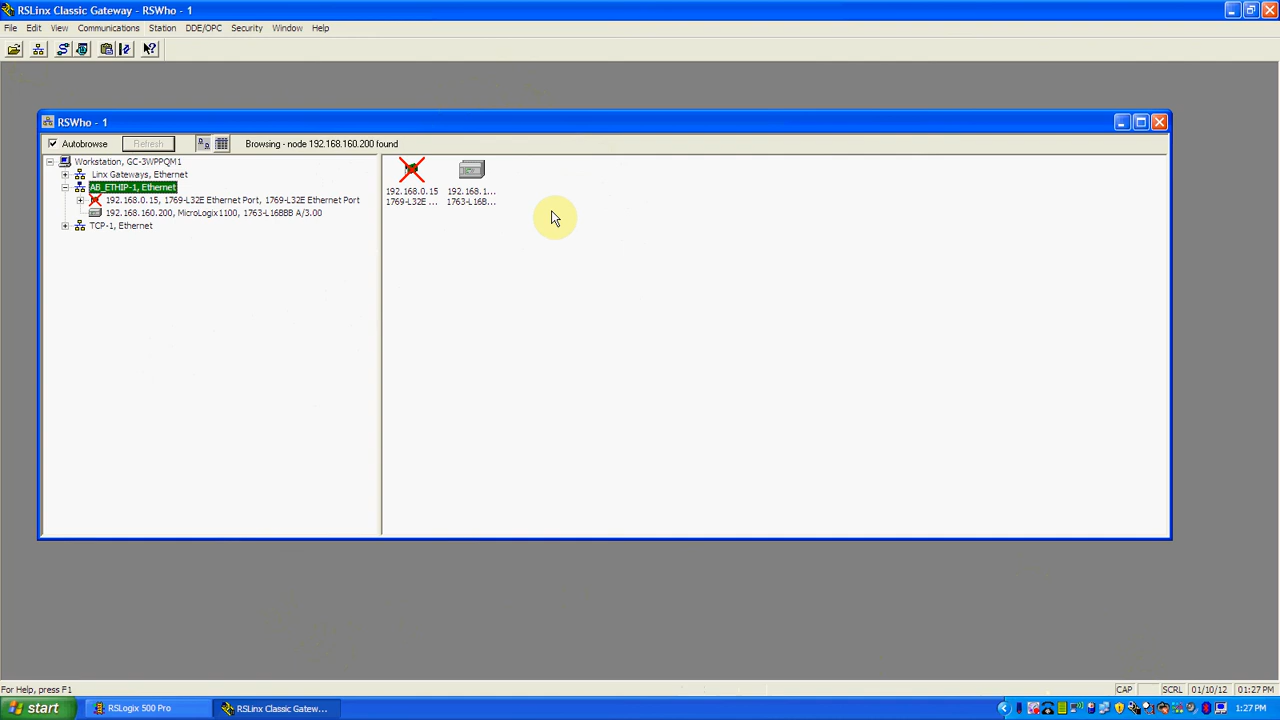 RSLinx Classic Gateway - RSWho - 1
File Edit View Communications Station DDE/OPC Security Window Help
RSWho - 1
Autobrowse Refresh Browsing - node 192.168.160.200 found
Workstation, GC-3WPPQM1
Linx Gateways, Ethernet
AB_ETHIP-1, Ethernet
192.168.0.15, 1769-L32E Ethernet Port, 1769-L32E Ethernet Port
192.168.160.200, MicroLogix1100, 1763-L16BBB A/3.00
TCP-1, Ethernet
192.168.0.15 192.168.1...
1769-L32E ... 1763-L16B...
For Help, press F1 CAP SCRL 01/10/12 01:27 PM
start RSLogix 500 Pro RSLinx Classic Gatew... 1:27 PM